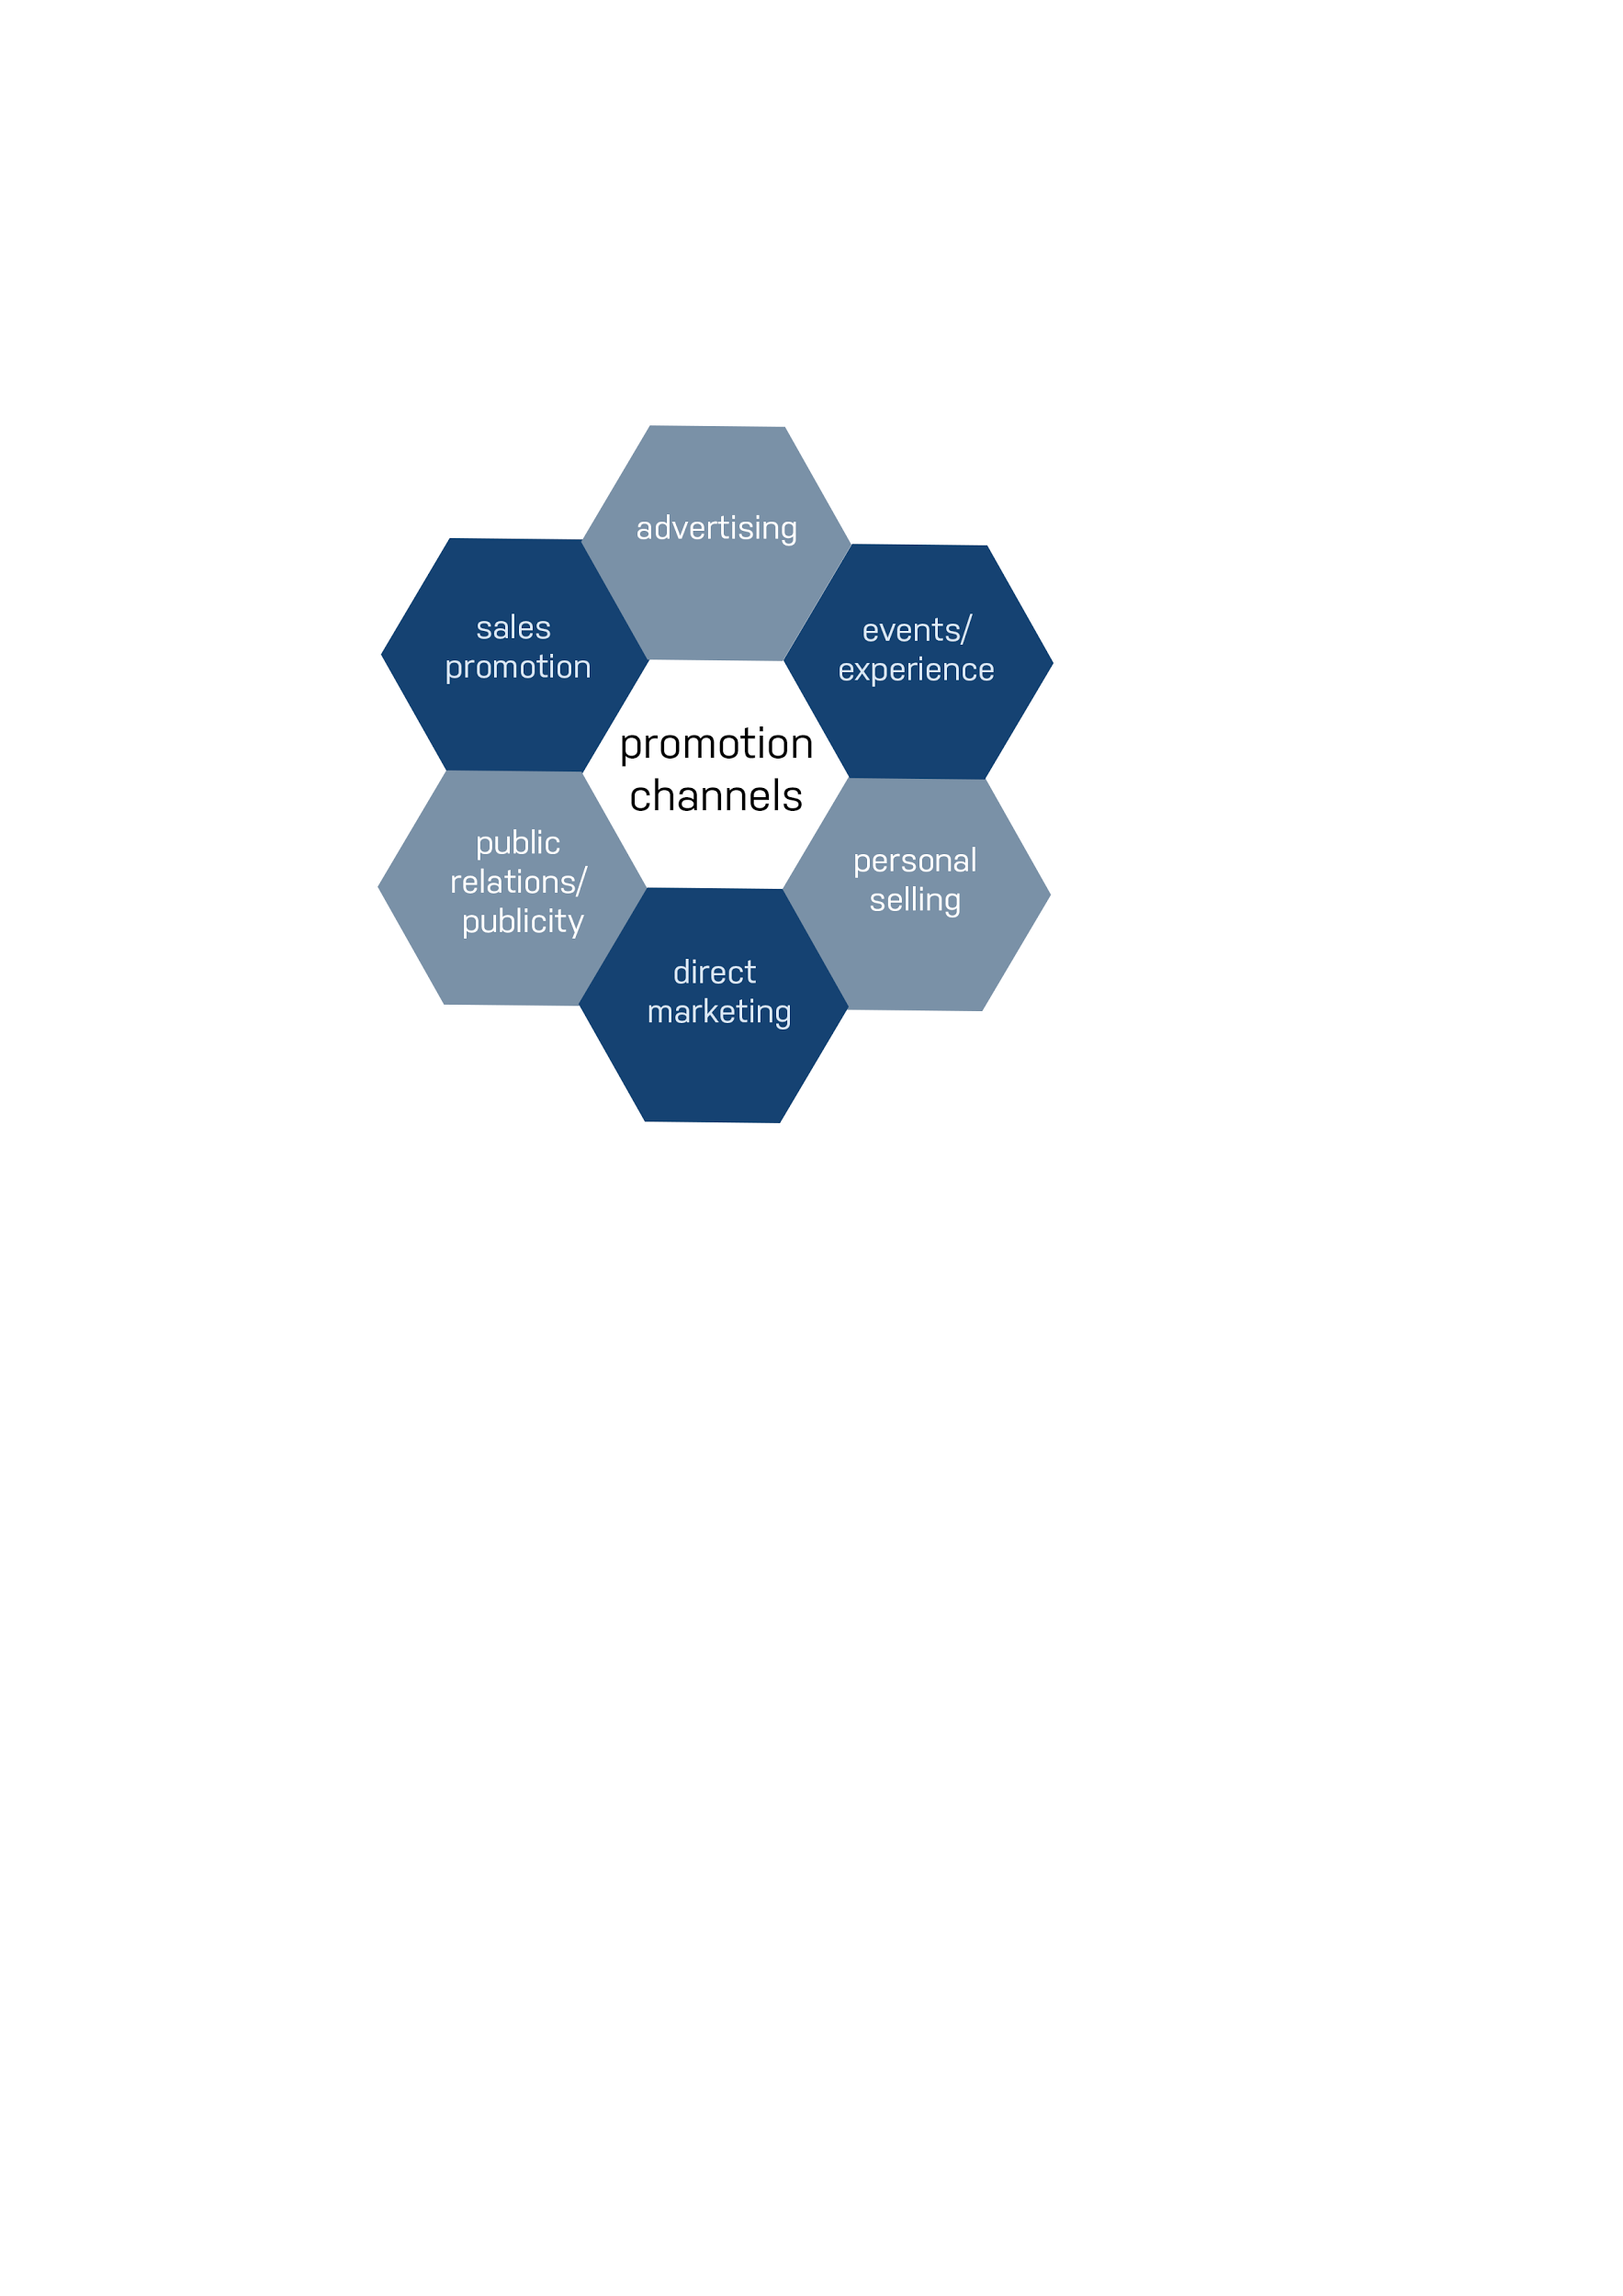 advertising
sales
promotion
events/
experience
promotion
channels
public
relations/
publicity
personal
selling
direct
marketing